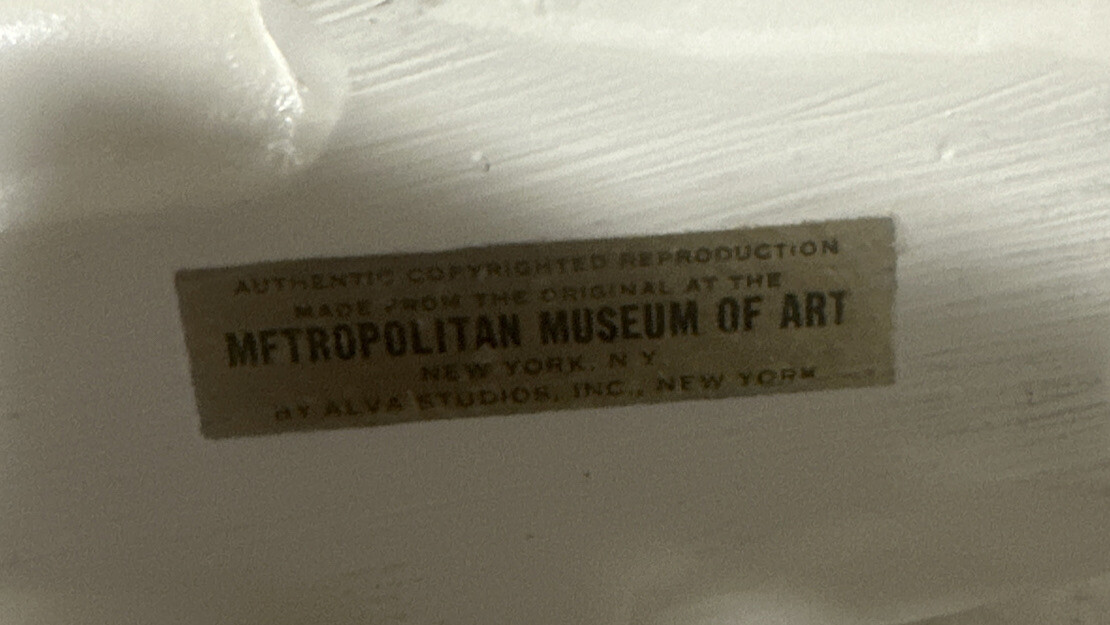 AUTHENTIC COPYRIGHTED REPRODUCTION
MADE FROM THE ORIGINAL AT THE
METROPOLITAN MUSEUM OF ART
NEW YORK, N Y
BY ALVA STUDIOS, INC., NEW YORK